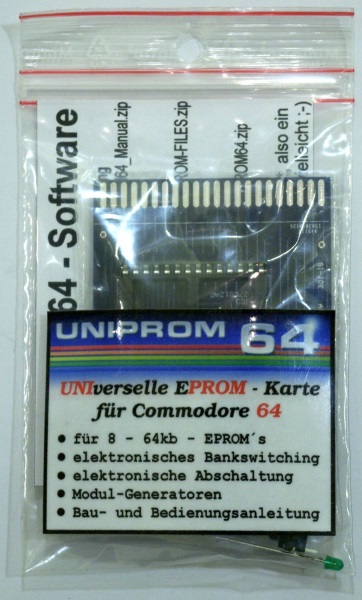 64 - Software
64_Manual.zip
ROM-FILES.zip
ROM64.zip
also ein
UNIPROM 64
UNIverselle EPROM - Karte
für Commodore 64
• für 8 - 64kb - EPROM´s
• elektronisches Bankswitching
• elektronische Abschaltung
• Modul-Generatoren
• Bau- und Bedienungsanleitung